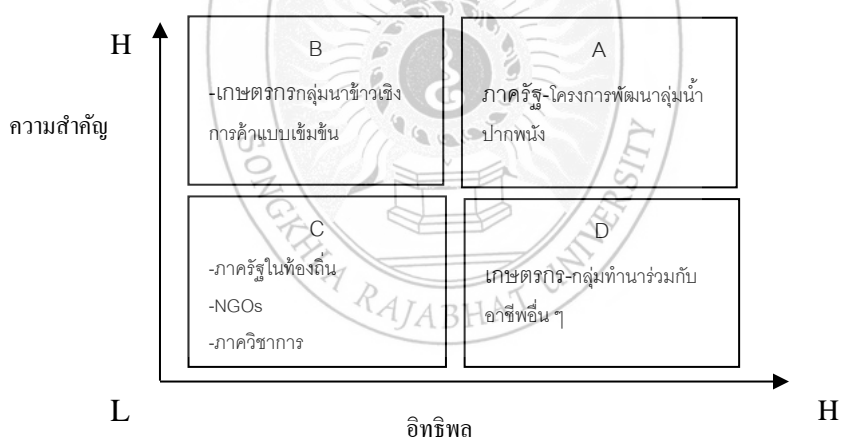 H
ความสำคัญ
B
-เกษตรกรกลุ่มนาข้าวเชิง
การค้าแบบเข้มข้น
A
ภาครัฐ-โครงการพัฒนาลุ่มน้ำ
ปากพนัง
C
-ภาครัฐในท้องถิ่น
-NGOs
-ภาควิชาการ
D
เกษตรกร-กลุ่มทำนาร่วมกับ
อาชีพอื่น ๆ
L
อิทธิพล
H
SONGKHLA RAJABHAT UNIVERSITY